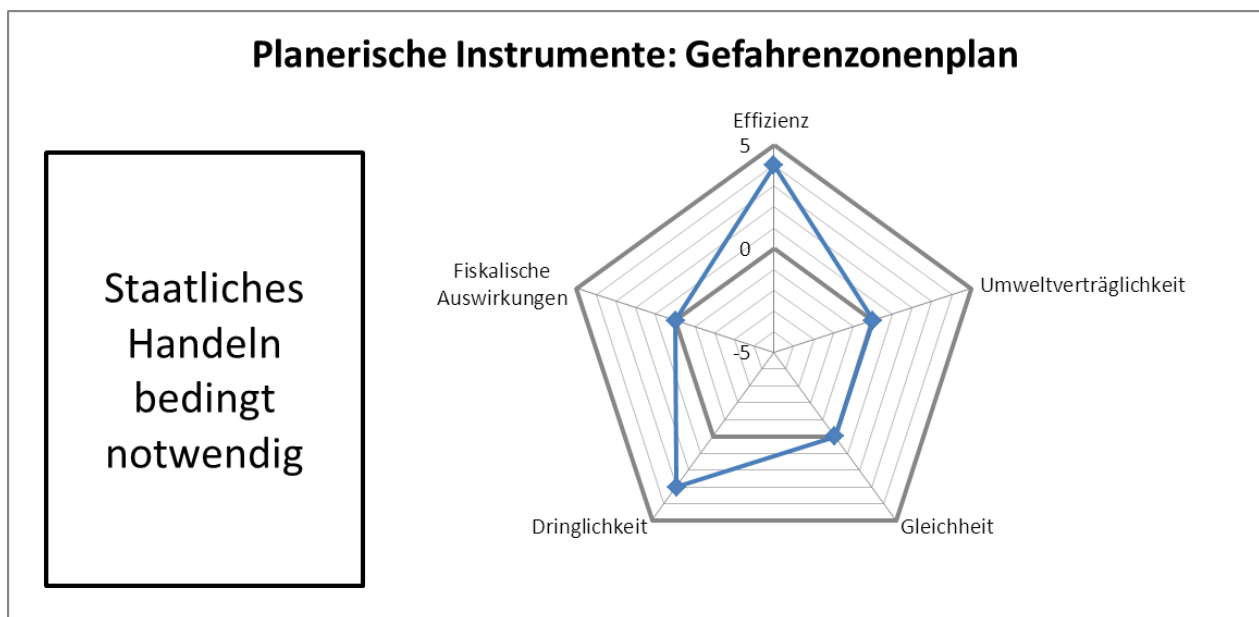 Planerische Instrumente: Gefahrenzonenplan
Staatliches
Handeln
bedingt
notwendig
Effizienz
5
0
-5
Fiskalische
Auswirkungen
Umweltverträglichkeit
Dringlichkeit
Gleichheit